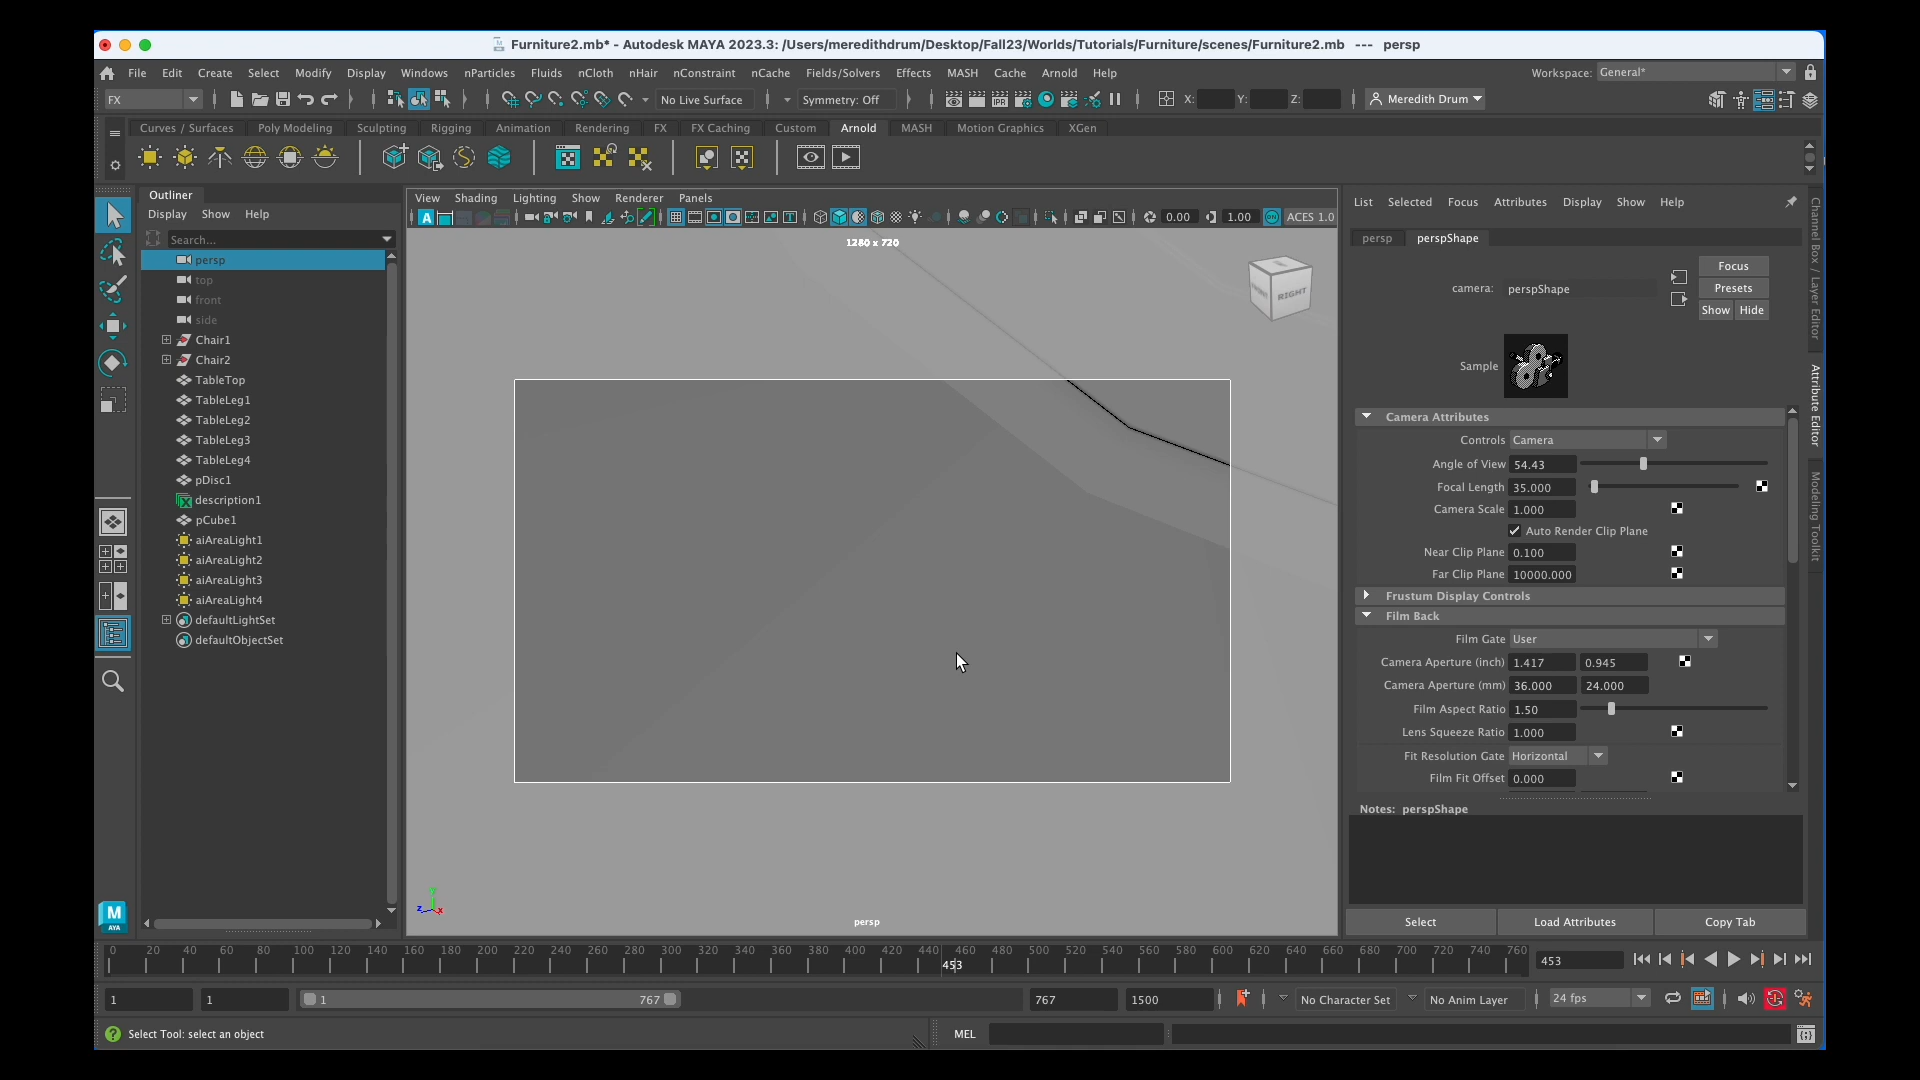 Furniture2.mb* - Autodesk MAYA 2023.3: /Users/meredithdrum/Desktop/Fall23/Worlds/Tutorials/Furniture/scenes/Furniture2.mb --- persp
File Edit Create Select Modify Display Windows nParticles Fluids nCloth nHair nConstraint nCache Fields/Solvers Effects MASH Cache Arnold Help
Workspace: General*
FX
No Live Surface
Symmetry: Off
X:
Y:
Z:
Meredith Drum
Curves / Surfaces Poly Modeling Sculpting Rigging Animation Rendering FX FX Caching Custom Arnold MASH Motion Graphics XGen
Outliner
Display Show Help
Search...
persp
top
front
side
Chair1
Chair2
TableTop
TableLeg1
TableLeg2
TableLeg3
TableLeg4
pDisc1
description1
pCube1
aiAreaLight1
aiAreaLight2
aiAreaLight3
aiAreaLight4
defaultLightSet
defaultObjectSet
View Shading Lighting Show Renderer Panels
0.00
1.00
ACES 1.0
1280 x 720
RIGHT
y
z
x
persp
List Selected Focus Attributes Display Show Help
persp perspShape
camera: perspShape
Focus
Presets
Show Hide
Sample
Camera Attributes
Controls Camera
Angle of View 54.43
Focal Length 35.000
Camera Scale 1.000
Auto Render Clip Plane
Near Clip Plane 0.100
Far Clip Plane 10000.000
Frustum Display Controls
Film Back
Film Gate User
Camera Aperture (inch) 1.417 0.945
Camera Aperture (mm) 36.000 24.000
Film Aspect Ratio 1.50
Lens Squeeze Ratio 1.000
Fit Resolution Gate Horizontal
Film Fit Offset 0.000
Notes: perspShape
Select Load Attributes Copy Tab
Channel Box / Layer Editor
Attribute Editor
Modeling Toolkit
M
AYA
0 20 40 60 80 100 120 140 160 180 200 220 240 260 280 300 320 340 360 380 400 420 440 460 480 500 520 540 560 580 600 620 640 660 680 700 720 740 760
453
453
1 1 1 767 767 1500
No Character Set
No Anim Layer
24 fps
Select Tool: select an object
MEL